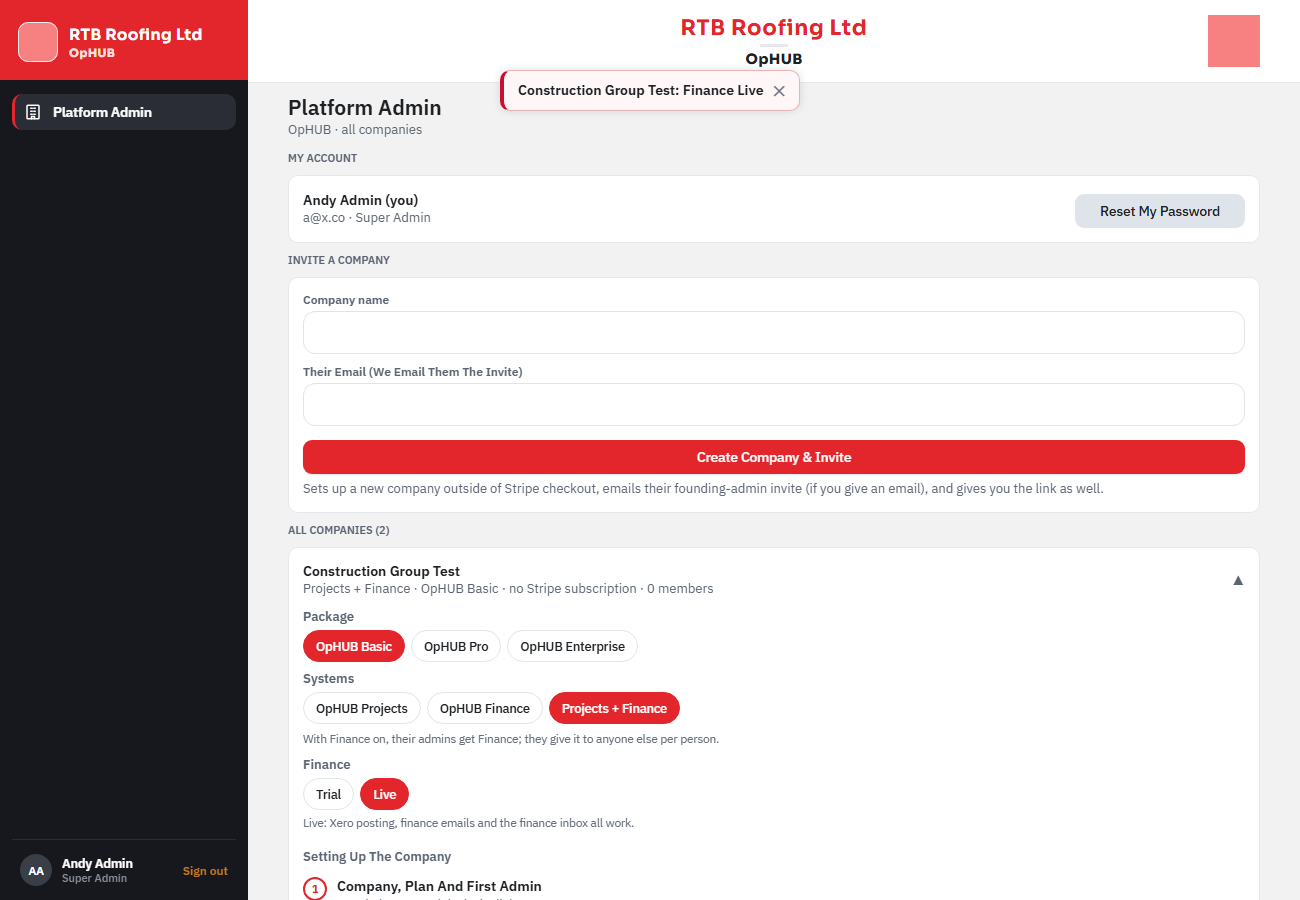 RTB Roofing Ltd
OpHUB
Platform Admin
AA
Andy Admin
Super Admin
Sign out
RTB Roofing Ltd
OpHUB
Construction Group Test: Finance Live
Platform Admin
OpHUB · all companies
MY ACCOUNT
Andy Admin (you)
a@x.co · Super Admin
Reset My Password
INVITE A COMPANY
Company name
Their Email (We Email Them The Invite)
Create Company & Invite
Sets up a new company outside of Stripe checkout, emails their founding-admin invite (if you give an email), and gives you the link as well.
ALL COMPANIES (2)
Construction Group Test
Projects + Finance · OpHUB Basic · no Stripe subscription · 0 members
▲
Package
OpHUB Basic OpHUB Pro OpHUB Enterprise
Systems
OpHUB Projects OpHUB Finance Projects + Finance
With Finance on, their admins get Finance; they give it to anyone else per person.
Finance
Trial Live
Live: Xero posting, finance emails and the finance inbox all work.
Setting Up The Company
1 Company, Plan And First Admin